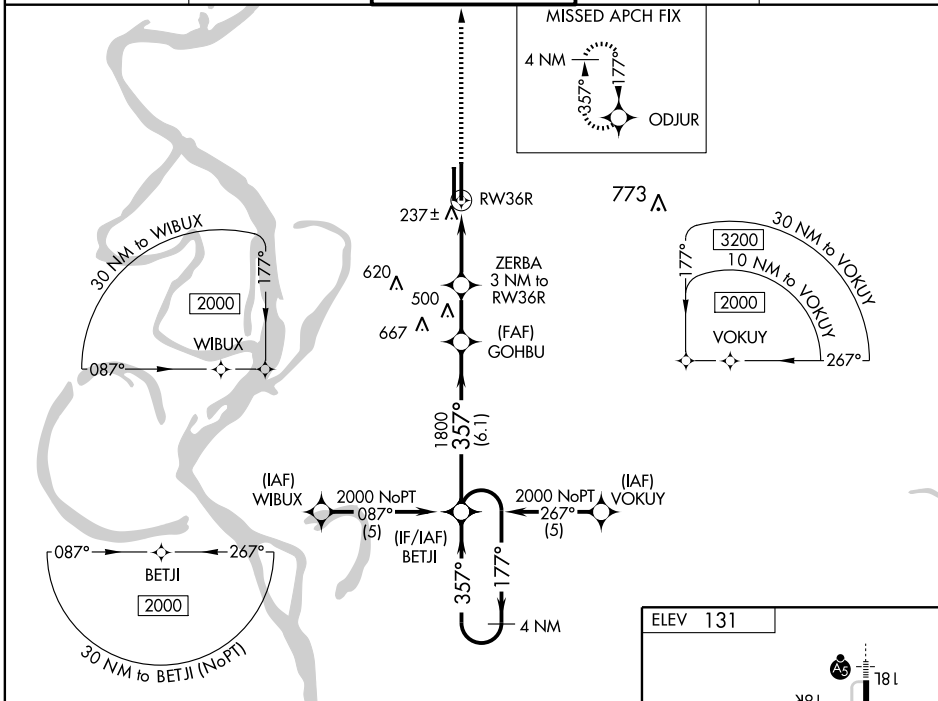 MISSED APCH FIX
4 NM
357°
177°
ODJUR
RW36R
237±
773
30 NM to WIBUX
177°
2000
WIBUX
087°
620
ZERBA
3 NM to
RW36R
500
667
(FAF)
GOHBU
30 NM to VOKUY
3200
10 NM to VOKUY
177°
2000
VOKUY
267°
1800
357°
(6.1)
(IAF)
WIBUX
2000 NoPT
087°
(5)
(IF/IAF)
BETJI
2000 NoPT
267°
(5)
(IAF)
VOKUY
087°
267°
BETJI
2000
30 NM to BETJI (NoPT)
357°
177°
4 NM
ELEV 131
A5
18L
18R